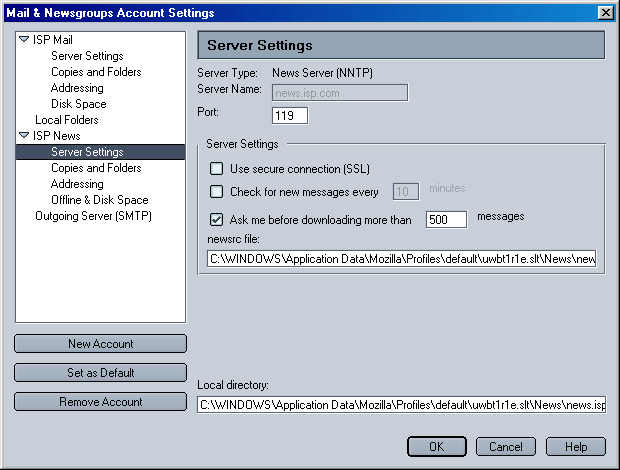 Mail & Newsgroups Account Settings
ISP Mail
Server Settings
Copies and Folders
Addressing
Disk Space
Local Folders
ISP News
Server Settings
Copies and Folders
Addressing
Offline & Disk Space
Outgoing Server (SMTP)
New Account
Set as Default
Remove Account
Server Settings
Server Type: News Server (NNTP)
Server Name: news.isp.com
Port: 119
Server Settings
Use secure connection (SSL)
Check for new messages every 10 minutes
Ask me before downloading more than 500 messages
newsrc file:
C:\WINDOWS\Application Data\Mozilla\Profiles\default\uwbt1r1e.slt\News\new
Local directory:
C:\WINDOWS\Application Data\Mozilla\Profiles\default\uwbt1r1e.slt\News\news.isp
OK Cancel Help